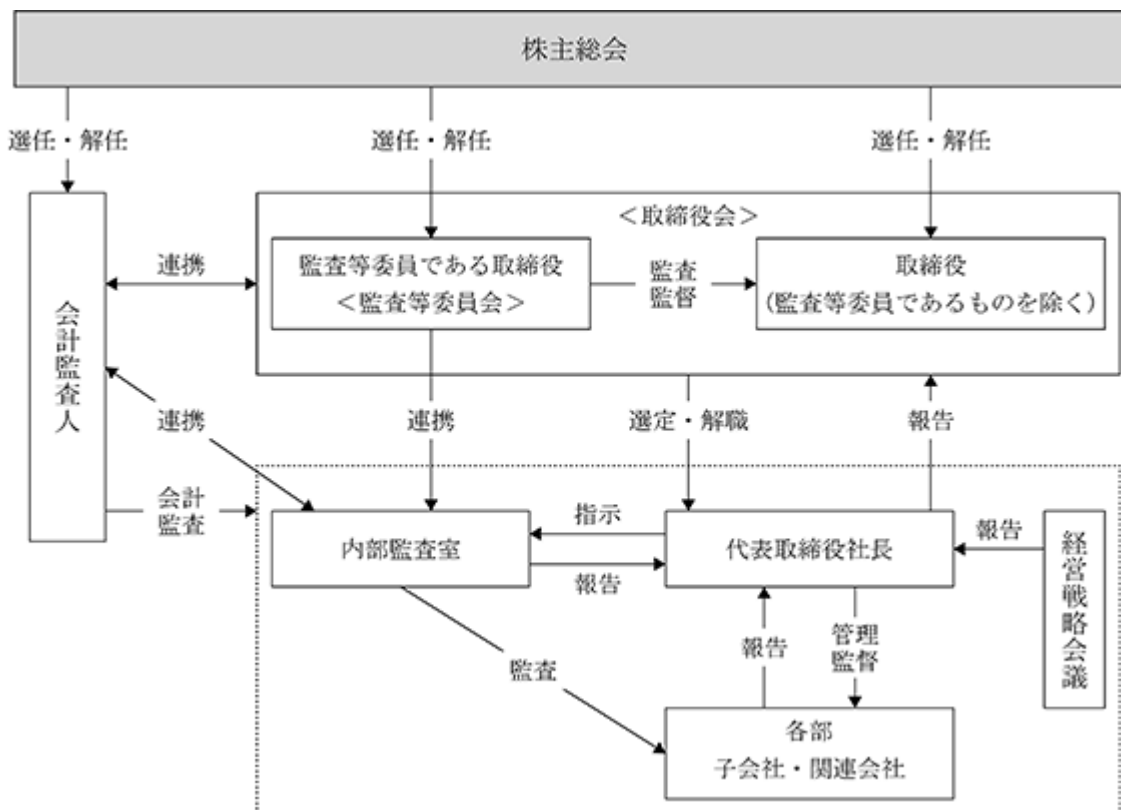 株主総会
選任・解任
選任・解任
選任・解任
＜取締役会＞
会計監査人
連携
監査等委員である取締役
＜監査等委員会＞
監査
監督
取締役
(監査等委員であるものを除く)
連携
連携
選定・解職
報告
会計
監査
内部監査室
指示
報告
代表取締役社長
報告
経営戦略会議
監査
報告
管理
監督
各部
子会社・関連会社